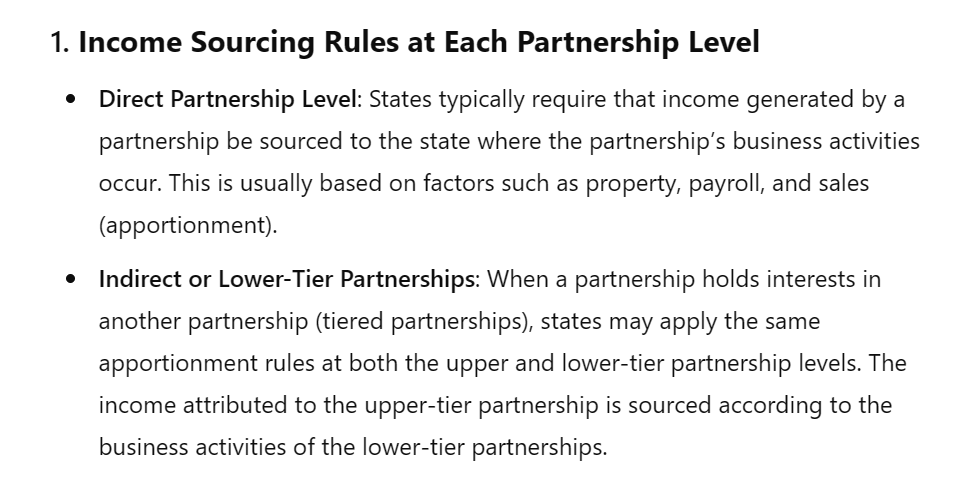 1. Income Sourcing Rules at Each Partnership Level
• Direct Partnership Level: States typically require that income generated by a
partnership be sourced to the state where the partnership’s business activities
occur. This is usually based on factors such as property, payroll, and sales
(apportionment).
• Indirect or Lower-Tier Partnerships: When a partnership holds interests in
another partnership (tiered partnerships), states may apply the same
apportionment rules at both the upper and lower-tier partnership levels. The
income attributed to the upper-tier partnership is sourced according to the
business activities of the lower-tier partnerships.